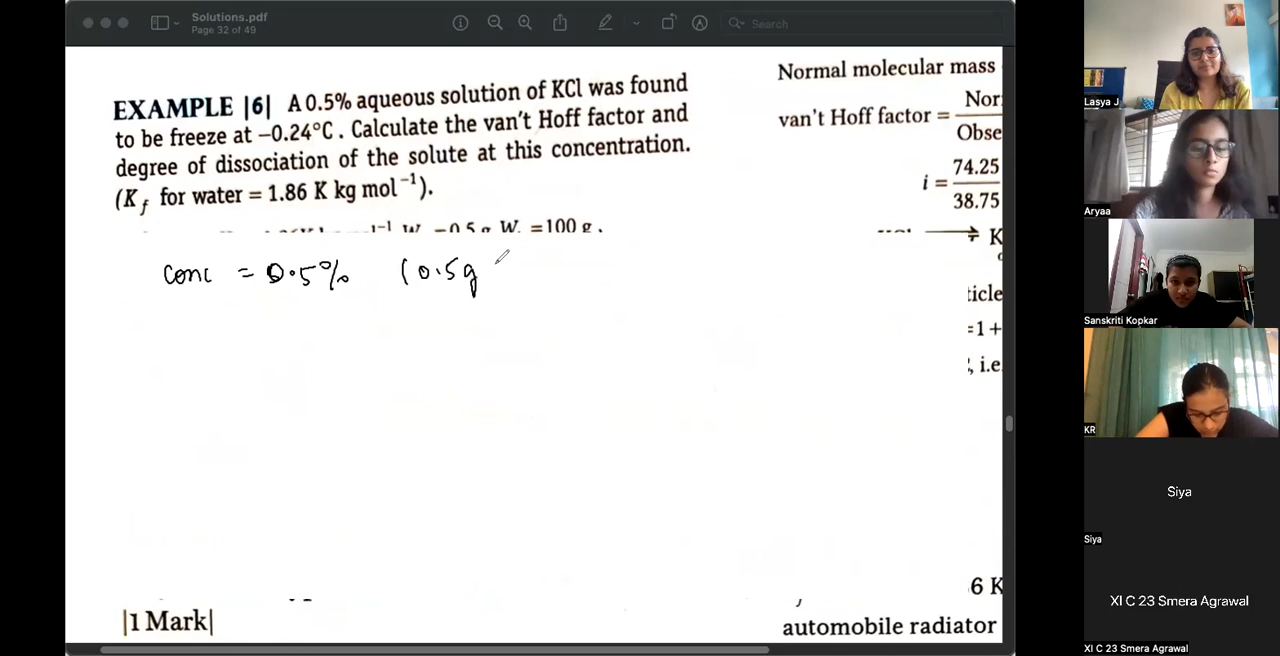 Solutions.pdf
Page 32 of 49
Search
EXAMPLE |6| A 0.5% aqueous solution of KCl was found
to be freeze at –0.24°C. Calculate the van't Hoff factor and
degree of dissociation of the solute at this concentration.
(K_f for water = 1.86 K kg mol⁻¹).
=100 g.
conc = 0.5% (0.5g
|1 Mark|
Normal molecular mass
van't Hoff factor = Nor
Obse
i = 74.25
38.75
K
ticle
=1+
i.e
6 K
automobile radiator
Lasya J
Aryaa
Sanskriti Kopkar
KR
Siya
Siya
XI C 23 Smera Agrawal
XI C 23 Smera Agrawal